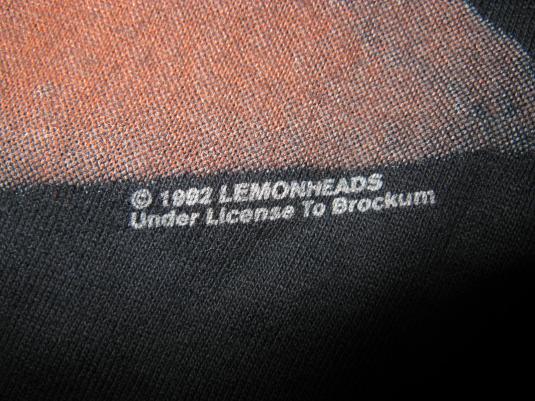 © 1992 LEMONHEADS
Under License To Brockum